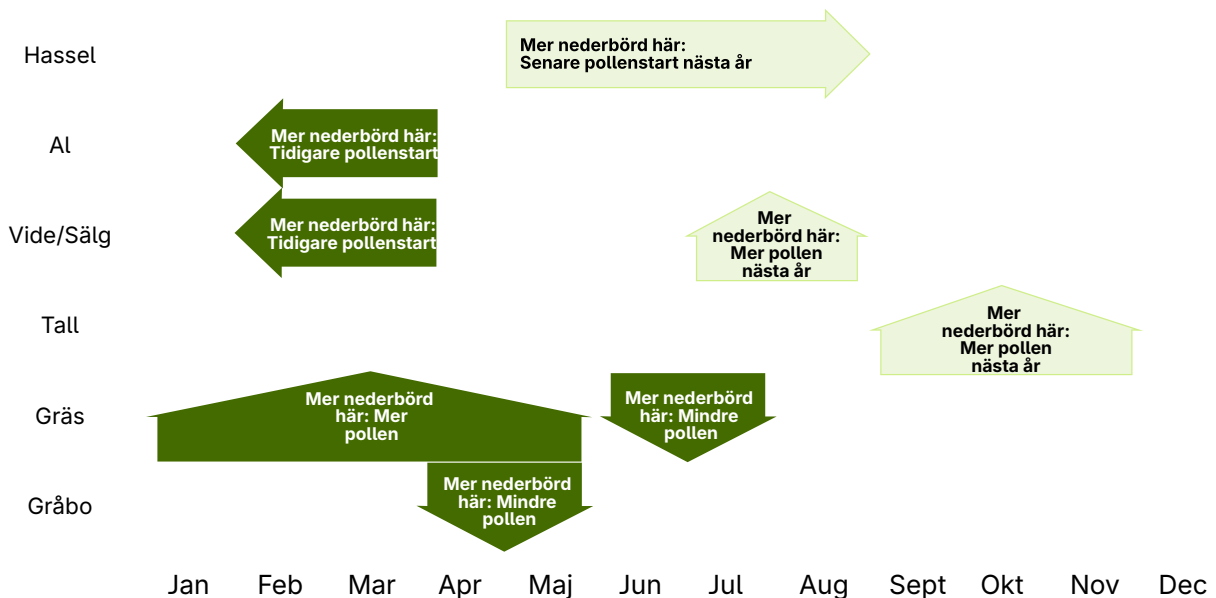 Hassel
Mer nederbörd här:
Senare pollenstart nästa år
Al
Mer nederbörd här:
Tidigare pollenstart
Vide/Sälg
Mer nederbörd här:
Tidigare pollenstart
Mer
nederbörd här:
Mer pollen
nästa år
Tall
Mer
nederbörd här:
Mer pollen
nästa år
Gräs
Mer nederbörd
här: Mer
pollen
Mer nederbörd
här: Mindre
pollen
Gråbo
Mer nederbörd
här: Mindre
pollen
Jan Feb Mar Apr Maj Jun Jul Aug Sept Okt Nov Dec